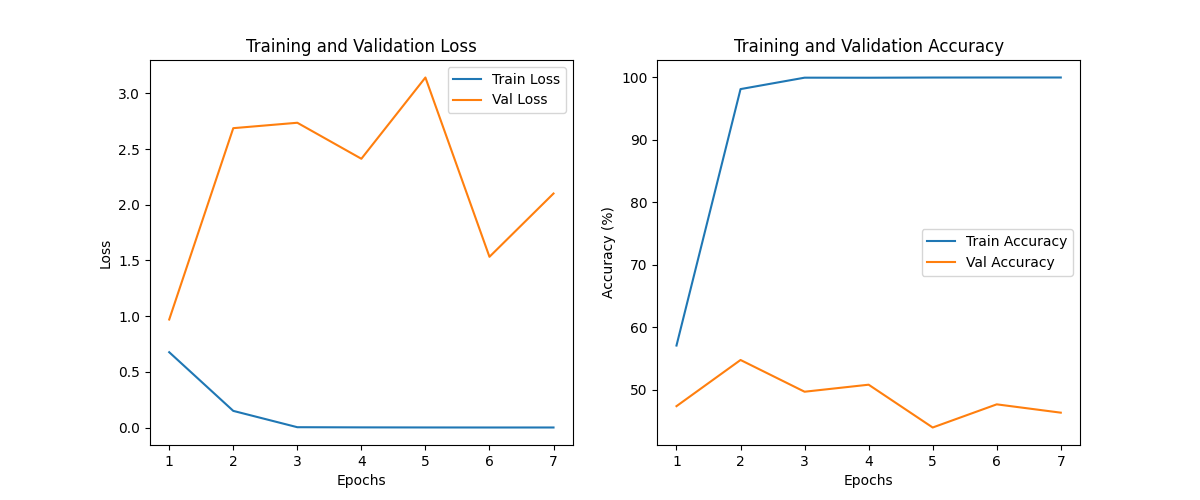 Training and Validation Loss
Train Loss
Val Loss
3.0
2.5
2.0
1.5
1.0
0.5
0.0
Loss
1 2 3 4 5 6 7
Epochs
Training and Validation Accuracy
100
90
80
70
60
50
Accuracy (%)
Train Accuracy
Val Accuracy
1 2 3 4 5 6 7
Epochs